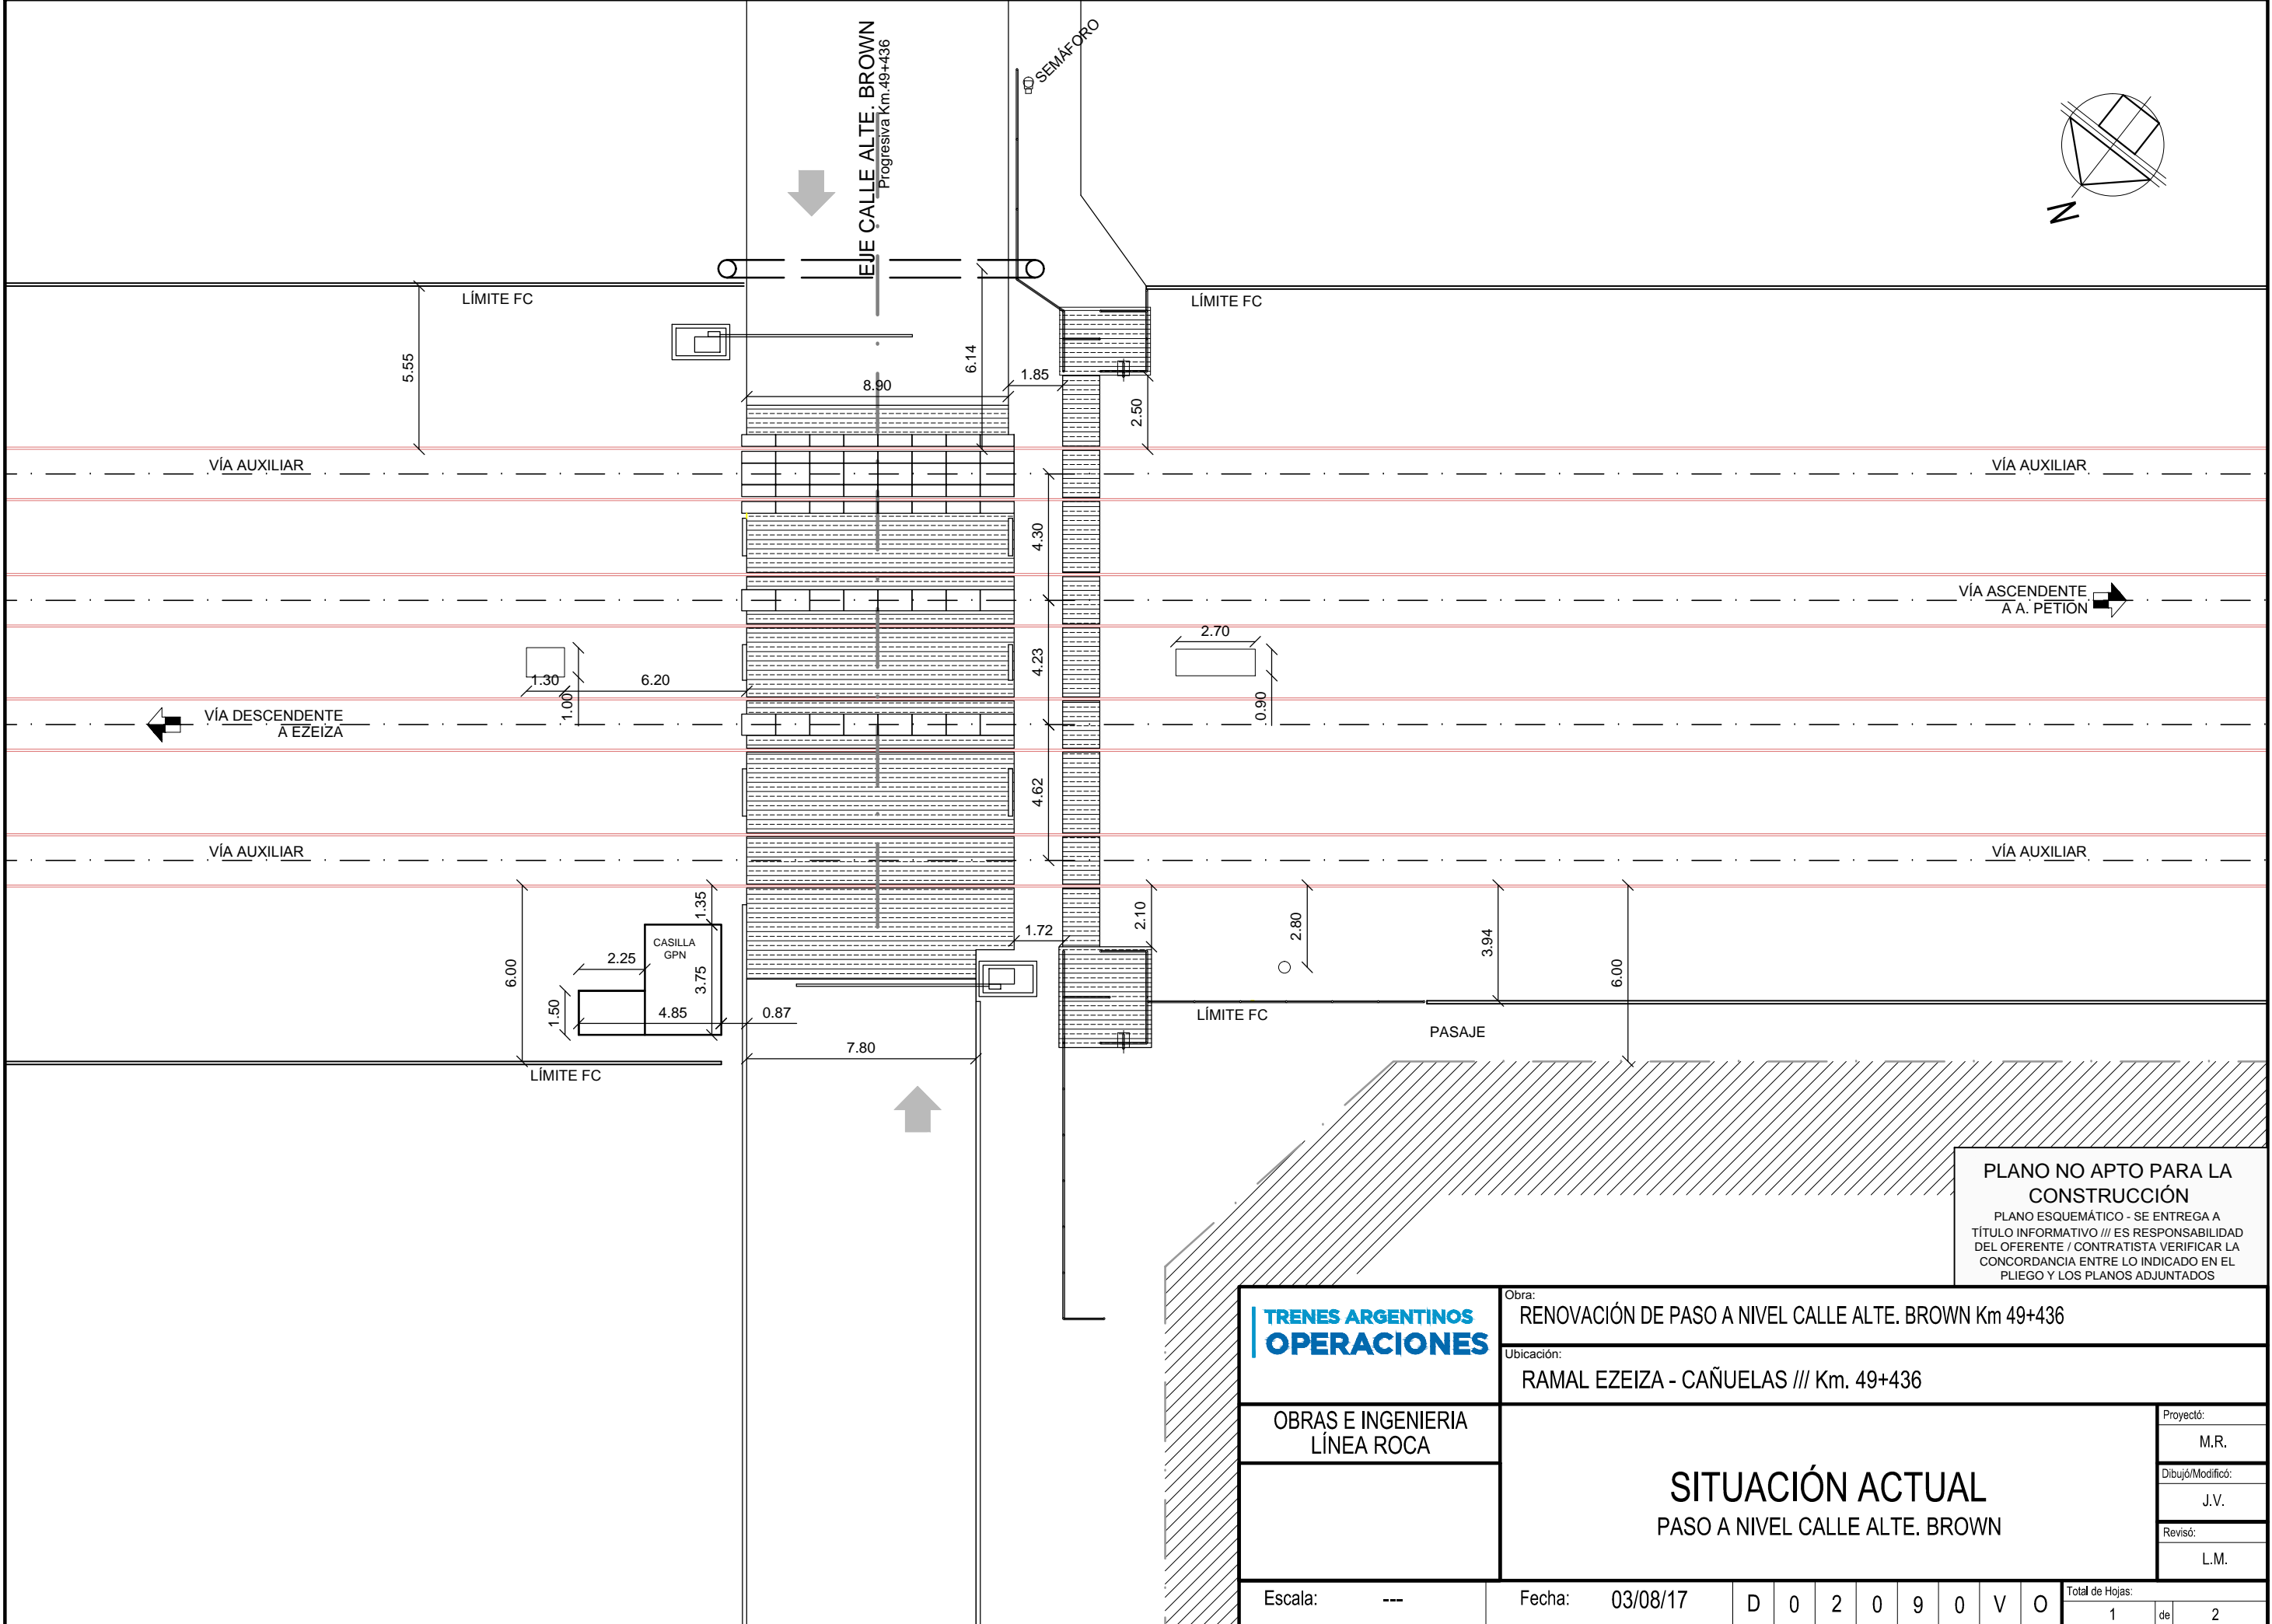 EJE CALLE ALTE. BROWN
Progresiva Km.49+436
SEMÁFORO
N
LÍMITE FC
LÍMITE FC
5.55
6.14
8.90
1.85
2.50
VÍA AUXILIAR
VÍA AUXILIAR
4.30
VÍA ASCENDENTE
A A. PETION
2.70
4.23
1.30
6.20
1.00
0.90
VÍA DESCENDENTE
A EZEIZA
4.62
VÍA AUXILIAR
VÍA AUXILIAR
1.35
2.10
2.80
3.94
6.00
1.72
CASILLA
GPN
2.25
3.75
6.00
1.50
4.85
0.87
LÍMITE FC
PASAJE
7.80
LÍMITE FC
PLANO NO APTO PARA LA
CONSTRUCCIÓN
PLANO ESQUEMÁTICO - SE ENTREGA A
TÍTULO INFORMATIVO /// ES RESPONSABILIDAD
DEL OFERENTE / CONTRATISTA VERIFICAR LA
CONCORDANCIA ENTRE LO INDICADO EN EL
PLIEGO Y LOS PLANOS ADJUNTADOS
TRENES ARGENTINOS
OPERACIONES
Obra:
RENOVACIÓN DE PASO A NIVEL CALLE ALTE. BROWN Km 49+436
Ubicación:
RAMAL EZEIZA - CAÑUELAS /// Km. 49+436
OBRAS E INGENIERIA
LÍNEA ROCA
SITUACIÓN ACTUAL
PASO A NIVEL CALLE ALTE. BROWN
Proyectó:
M.R.
Dibujó/Modificó:
J.V.
Revisó:
L.M.
Escala: ---
Fecha: 03/08/17
D 0 2 0 9 0 V O
Total de Hojas:
1 de 2